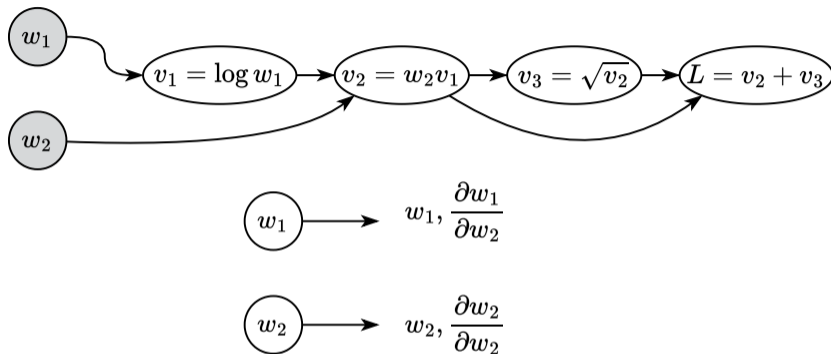 w₁
v₁ = log w₁
v₂ = w₂v₁
v₃ = √v₂
L = v₂ + v₃
w₂
w₁
w₁, ∂w₁/∂w₂
w₂
w₂, ∂w₂/∂w₂